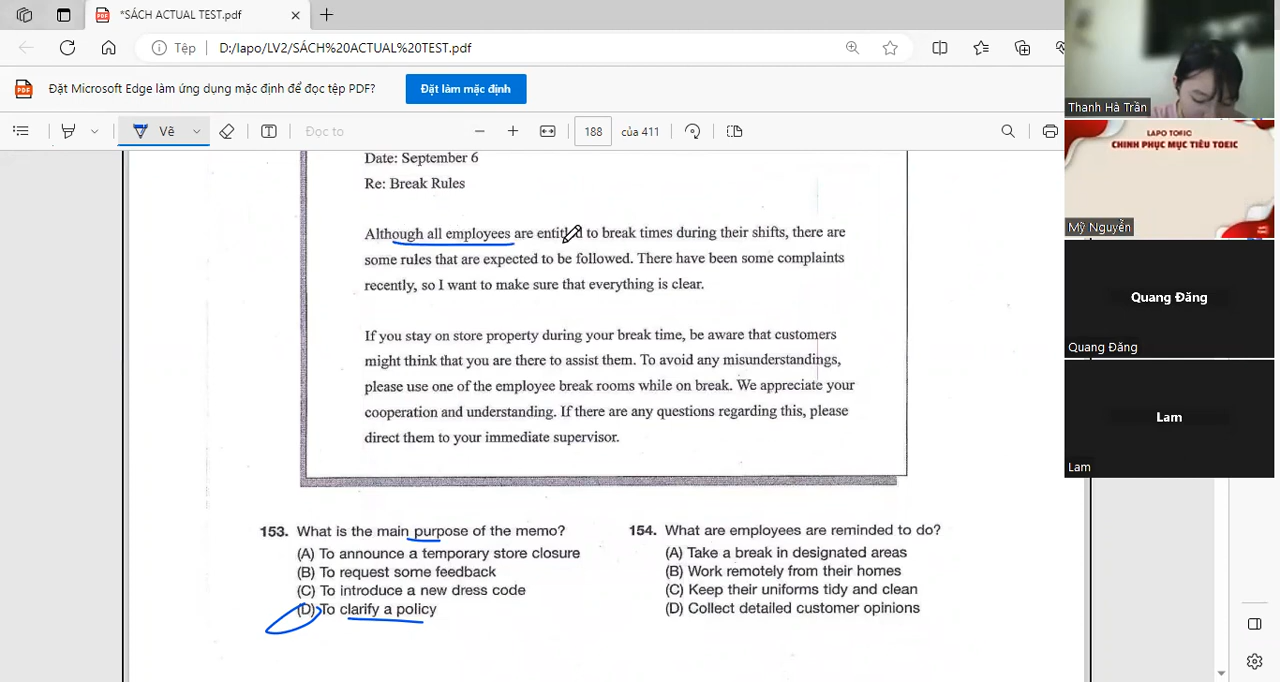 *SÁCH ACTUAL TEST.pdf
Tệp D:/lapo/LV2/SÁCH%20ACTUAL%20TEST.pdf
Đặt Microsoft Edge làm ứng dụng mặc định để đọc tệp PDF? Đặt làm mặc định
Vẽ Đọc to 188 của 411
Date: September 6
Re: Break Rules
Although all employees are entitled to break times during their shifts, there are
some rules that are expected to be followed. There have been some complaints
recently, so I want to make sure that everything is clear.
If you stay on store property during your break time, be aware that customers
might think that you are there to assist them. To avoid any misunderstandings,
please use one of the employee break rooms while on break. We appreciate your
cooperation and understanding. If there are any questions regarding this, please
direct them to your immediate supervisor.
153. What is the main purpose of the memo?
(A) To announce a temporary store closure
(B) To request some feedback
(C) To introduce a new dress code
(D) To clarify a policy
154. What are employees are reminded to do?
(A) Take a break in designated areas
(B) Work remotely from their homes
(C) Keep their uniforms tidy and clean
(D) Collect detailed customer opinions
Thanh Hà Trần
LAPO TOEIC
CHINH PHỤC MỤC TIÊU TOEIC
Mỹ Nguyễn
Quang Đăng
Quang Đăng
Lam
Lam